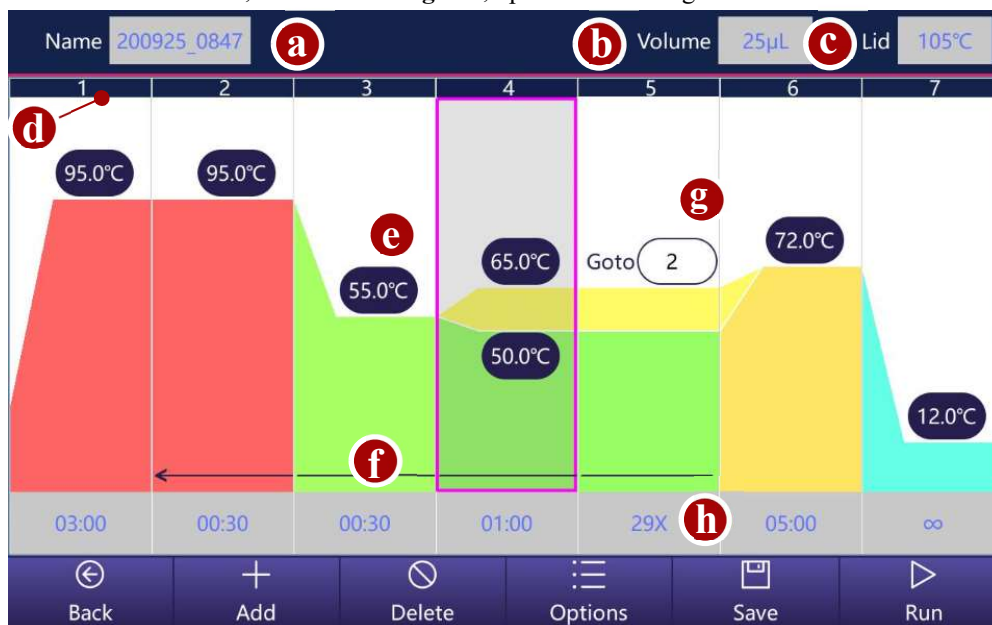 Name 200925_0847 a b Volume 25µL c Lid 105℃
1 2 3 4 5 6 7
d
95.0℃ 95.0℃ g
e 72.0℃
65.0℃ Goto 2
55.0℃
50.0℃
12.0℃
f
03:00 00:30 00:30 01:00 29X h 05:00 ∞
Back Add Delete Options Save Run